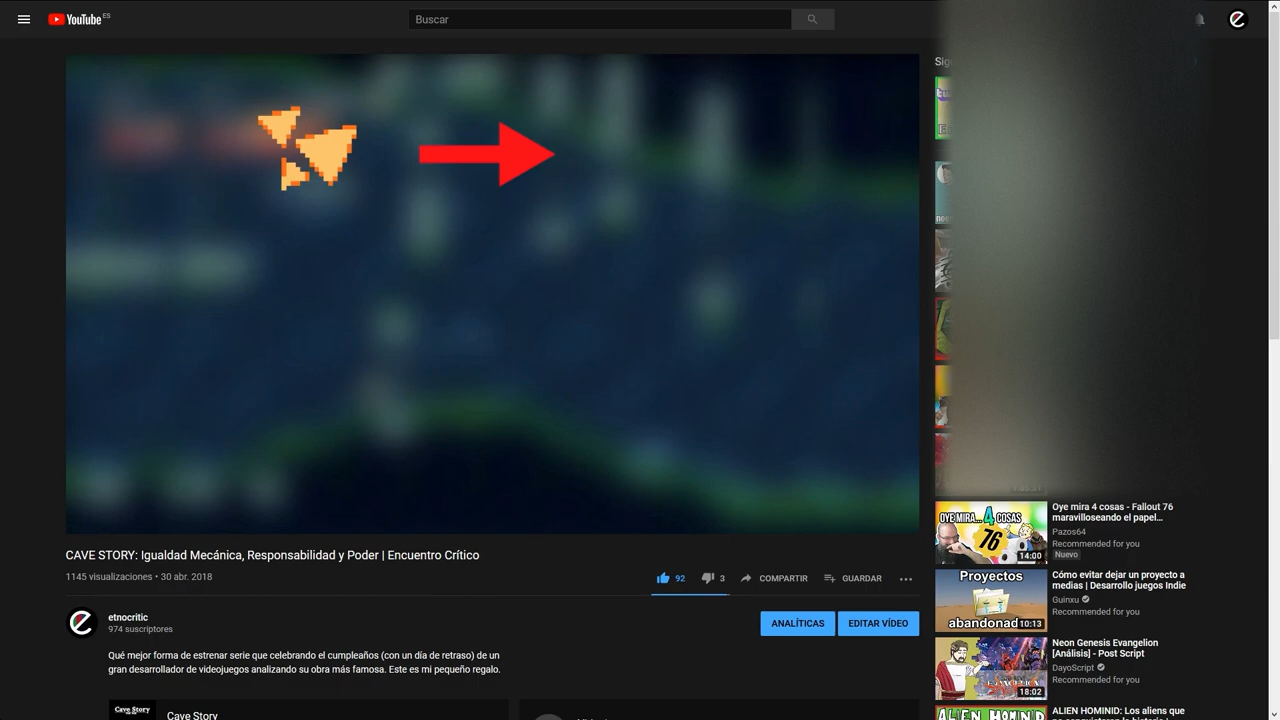 YouTube ES
Buscar
CAVE STORY: Igualdad Mecánica, Responsabilidad y Poder | Encuentro Crítico
1145 visualizaciones • 30 abr. 2018
92
3
COMPARTIR
GUARDAR
etnocritic
974 suscriptores
ANALÍTICAS
EDITAR VÍDEO
Qué mejor forma de estrenar serie que celebrando el cumpleaños (con un día de retraso) de un
gran desarrollador de videojuegos analizando su obra más famosa. Este es mi pequeño regalo.
Cave Story
Cave Story
OYE MIRA... 4 COSAS
76
14:00
Oye mira 4 cosas - Fallout 76
maravilloseando el papel...
Pazos64
Recommended for you
Nuevo
Proyectos
abandonad
10:13
Cómo evitar dejar un proyecto a
medias | Desarrollo juegos Indie
Guinxu
Recommended for you
18:02
Neon Genesis Evangelion
[Análisis] - Post Script
DayoScript
Recommended for you
ALIEN HOMINID
ALIEN HOMINID: Los aliens que